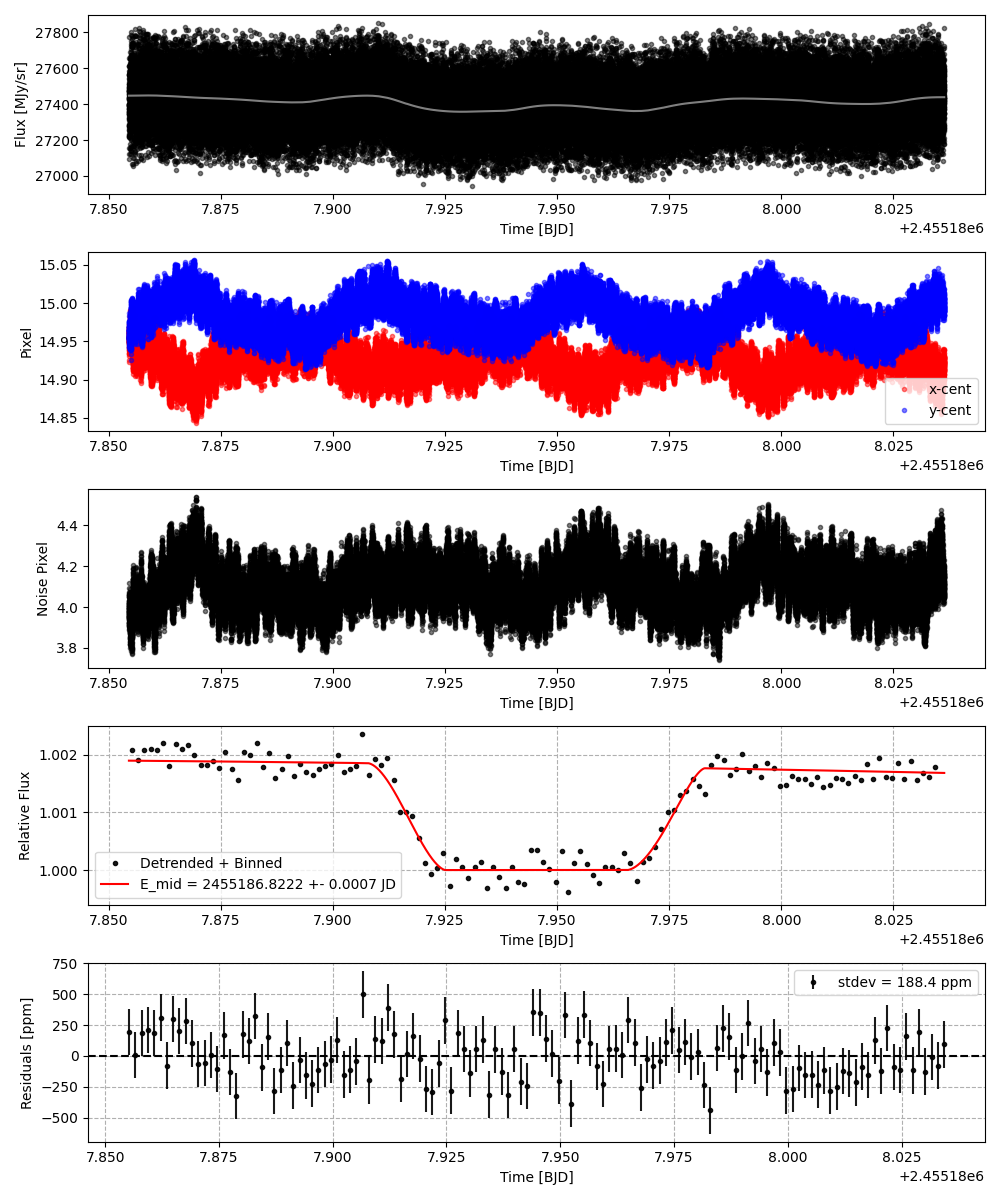 27800
27600
27400
27200
27000
Flux [MJy/sr]
7.850 7.875 7.900 7.925 7.950 7.975 8.000 8.025
Time [BJD]
+2.45518e6
15.05
15.00
14.95
14.90
14.85
Pixel
x-cent
y-cent
7.850 7.875 7.900 7.925 7.950 7.975 8.000 8.025
Time [BJD]
+2.45518e6
4.4
4.2
4.0
3.8
Noise Pixel
7.850 7.875 7.900 7.925 7.950 7.975 8.000 8.025
Time [BJD]
+2.45518e6
1.002
1.001
1.000
Relative Flux
Detrended + Binned
E_mid = 2455186.8222 +- 0.0007 JD
7.850 7.875 7.900 7.925 7.950 7.975 8.000 8.025
Time [BJD]
+2.45518e6
750
500
250
0
−250
−500
Residuals [ppm]
stdev = 188.4 ppm
7.850 7.875 7.900 7.925 7.950 7.975 8.000 8.025
Time [BJD]
+2.45518e6